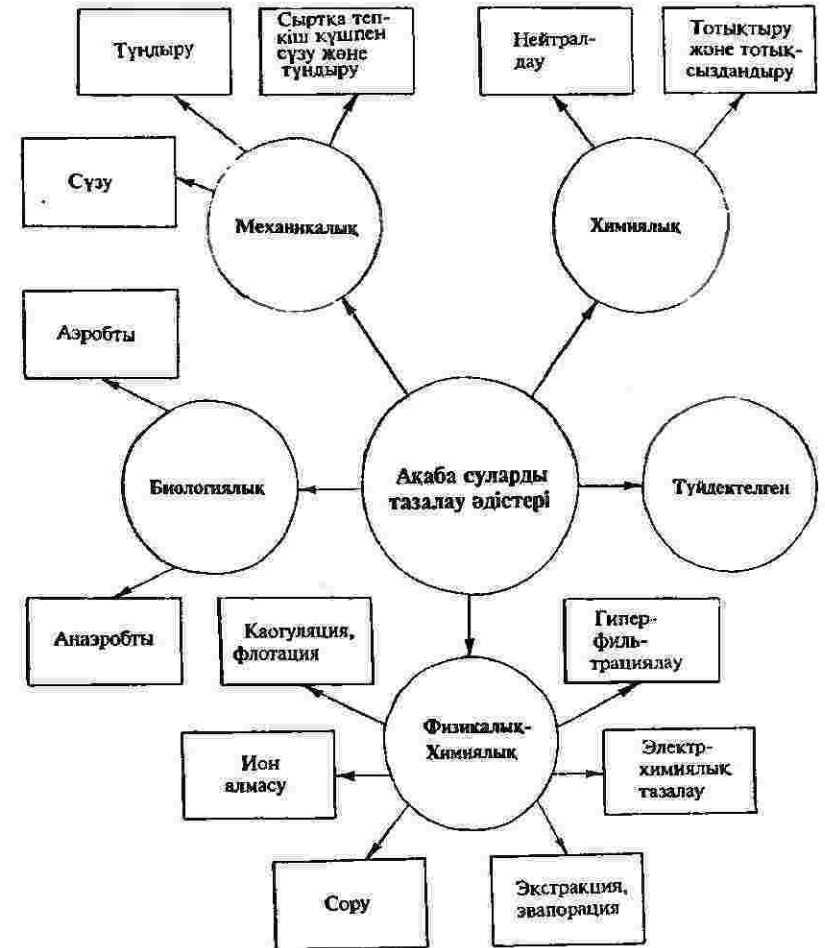 Сыртқа теп-
кіш күшпен
сүзу және
тұндыру
Тұндыру
Сүзу
Механикалық
Нейтрал-
дау
Тотықтыру
және тотық-
сыздандыру
Химиялық
Аэробты
Биологиялық
Анаэробты
Ақаба суларды
тазалау әдістері
Түйдектелген
Каогуляция,
флотация
Гипер-
филь-
трациялау
Физикалық-
Химиялық
Ион
алмасу
Электр-
химиялық
тазалау
Сору
Экстракция,
эвапорация